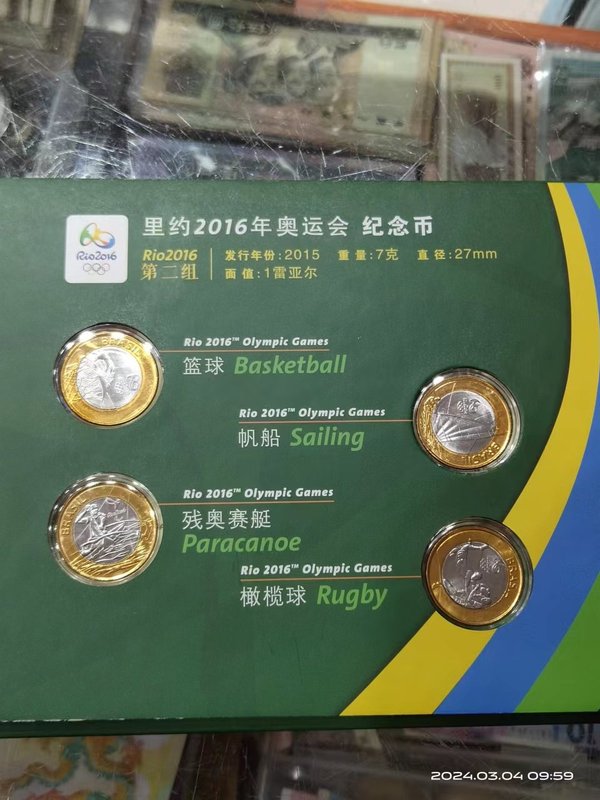 里约2016年奥运会 纪念币
Rio2016
Rio2016 发行年份:2015 重量:7克 直径:27mm
第二组 面值:1雷亚尔
Rio 2016™ Olympic Games
篮球 Basketball
BRASIL
Rio 2016™ Olympic Games
帆船 Sailing
Rio 2016™ Olympic Games
残奥赛艇
Paracanoe
BRASIL
Rio 2016™ Olympic Games
橄榄球 Rugby
BRASIL
2024.03.04 09:59